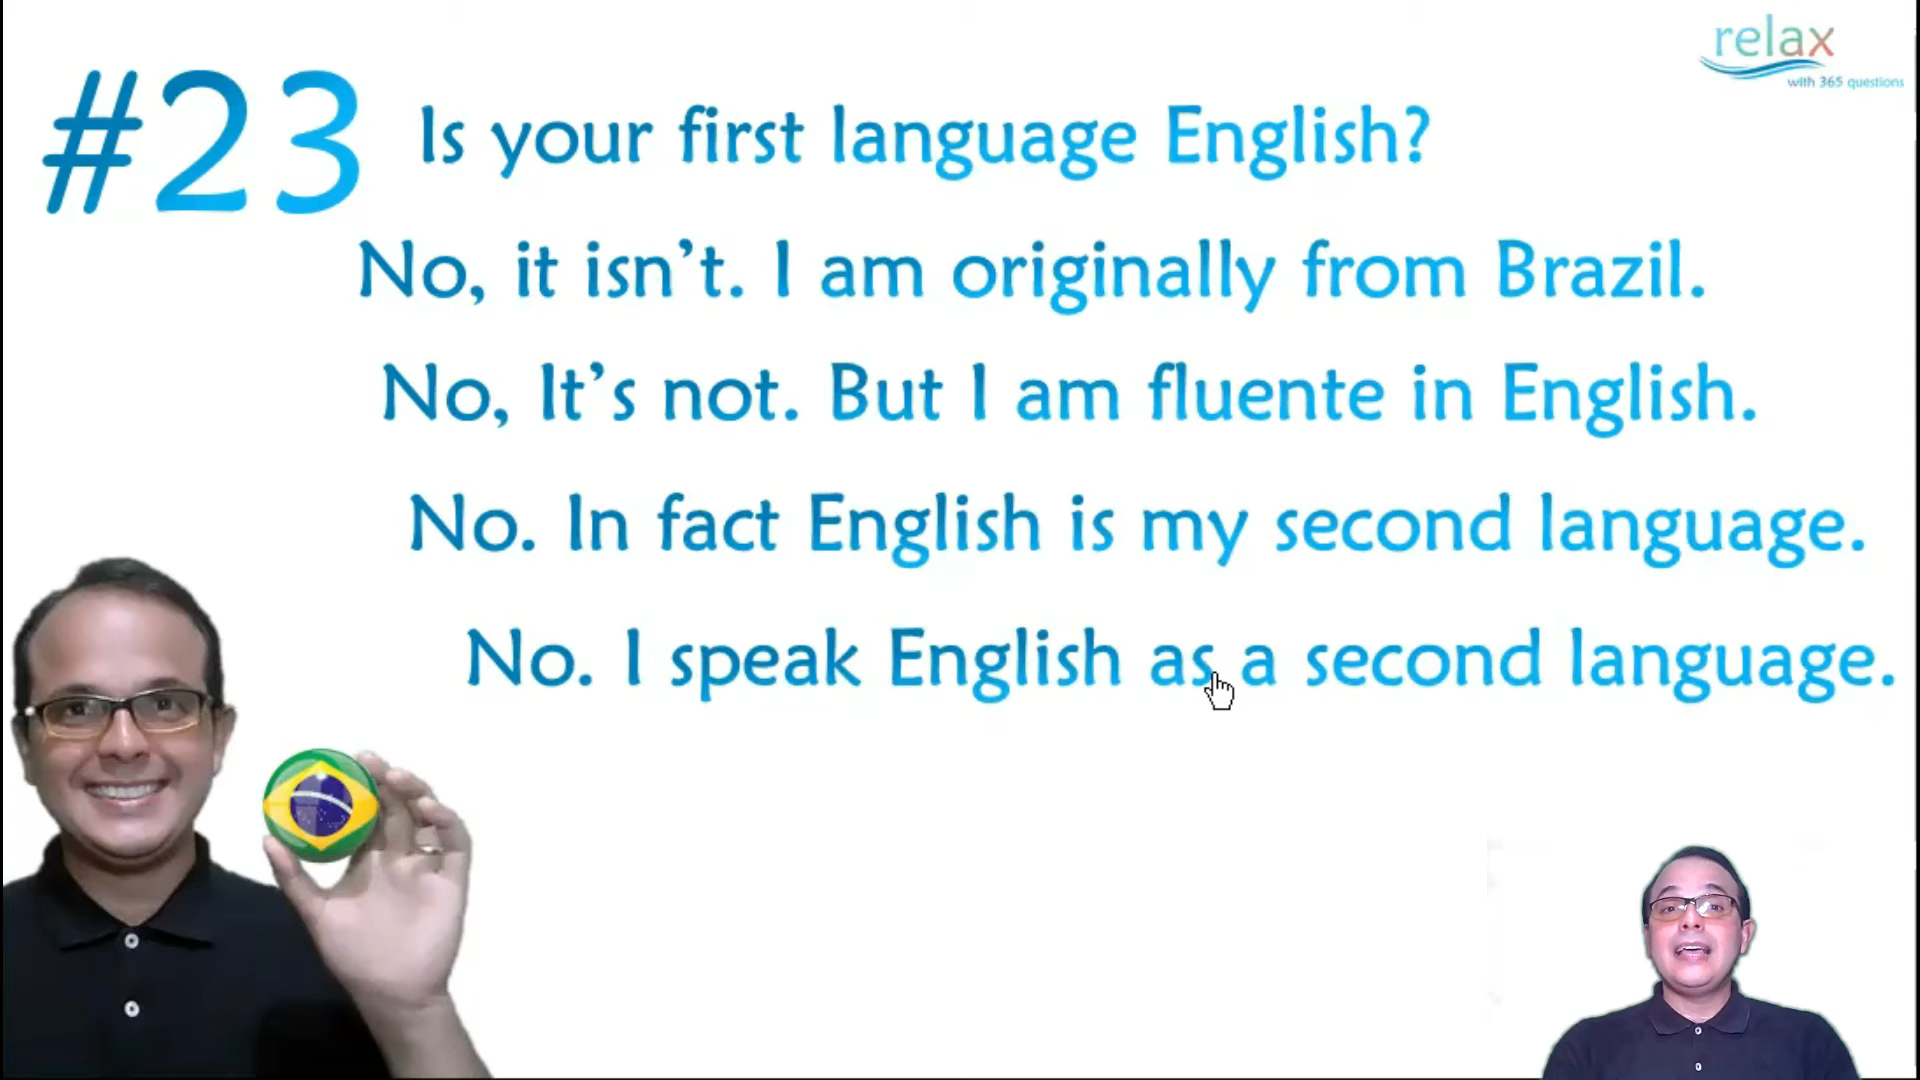 relax
with 365 questions
#23 Is your first language English?
No, it isn't. I am originally from Brazil.
No, It's not. But I am fluente in English.
No. In fact English is my second language.
No. I speak English as a second language.